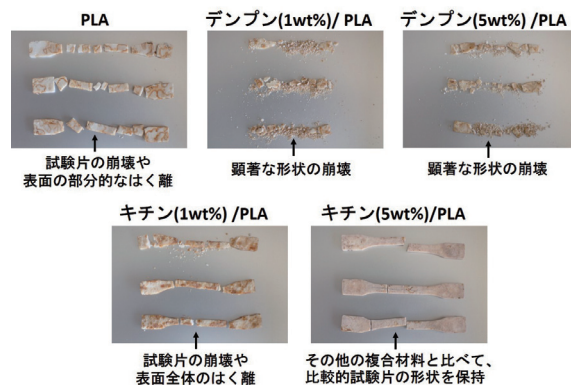 PLA
デンプン(1wt%)/ PLA
デンプン(5wt%) /PLA
試験片の崩壊や
表面の部分的なはく離
顕著な形状の崩壊
顕著な形状の崩壊
キチン(1wt%) /PLA
キチン(5wt%)/PLA
試験片の崩壊や
表面全体のはく離
その他の複合材料と比べて、
比較的試験片の形状を保持